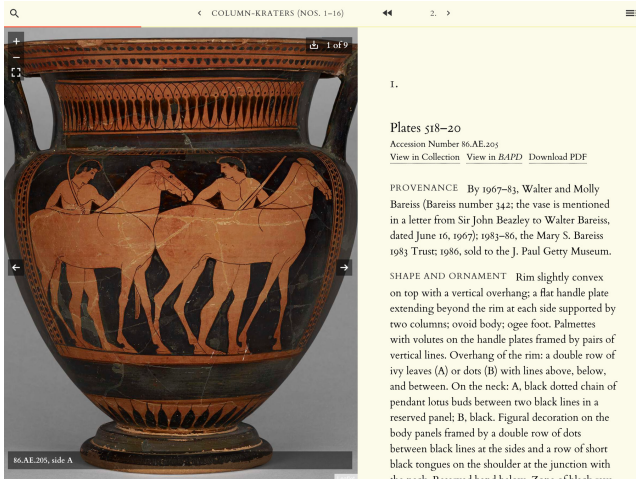 COLUMN-KRATERS (NOS. 1–16)
2.
1 of 9
86.AE.205, side A
1.
Plates 518–20
Accession Number 86.AE.205
View in Collection View in BAPD Download PDF
PROVENANCE By 1967–83, Walter and Molly
Bareiss (Bareiss number 342; the vase is mentioned
in a letter from Sir John Beazley to Walter Bareiss,
dated June 16, 1967); 1983–86, the Mary S. Bareiss
1983 Trust; 1986, sold to the J. Paul Getty Museum.
SHAPE AND ORNAMENT Rim slightly convex
on top with a vertical overhang; a flat handle plate
extending beyond the rim at each side supported by
two columns; ovoid body; ogee foot. Palmettes
with volutes on the handle plates framed by pairs of
vertical lines. Overhang of the rim: a double row of
ivy leaves (A) or dots (B) with lines above, below,
and between. On the neck: A, black dotted chain of
pendant lotus buds between two black lines in a
reserved panel; B, black. Figural decoration on the
body panels framed by a double row of dots
between black lines at the sides and a row of short
black tongues on the shoulder at the junction with